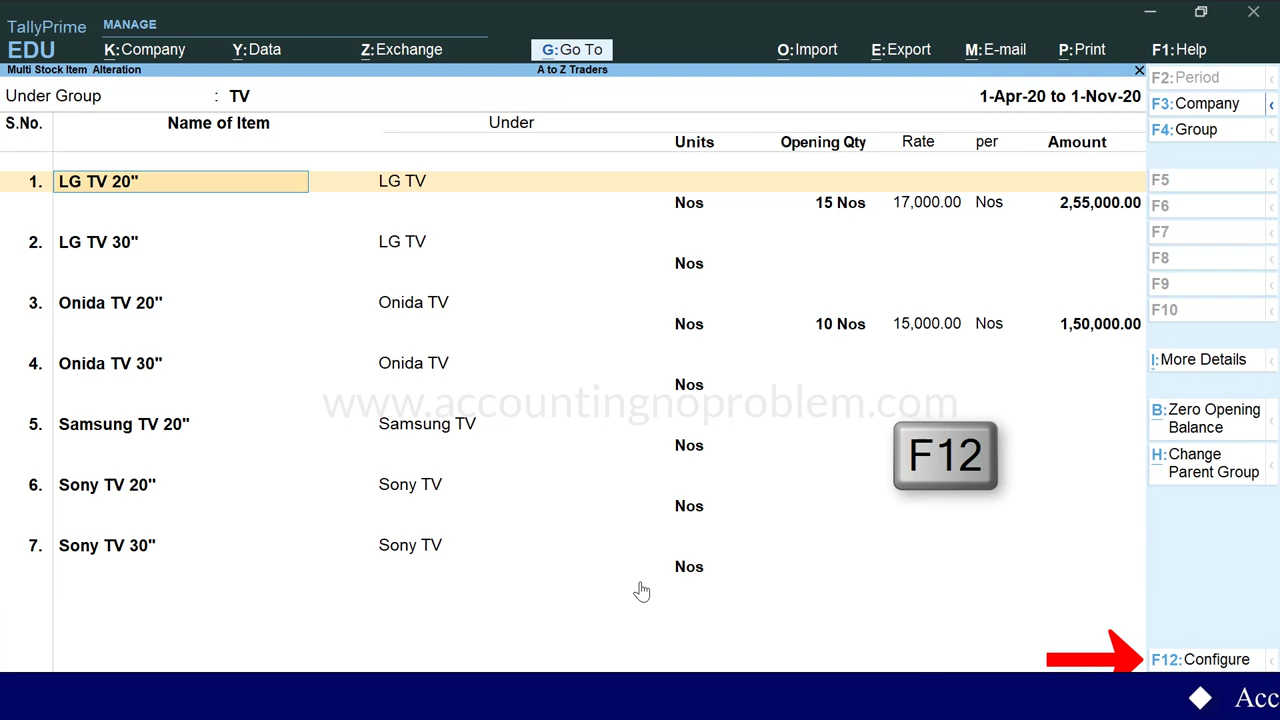 TallyPrime
MANAGE
EDU
K:Company
Y:Data
Z:Exchange
G:Go To
O:Import
E:Export
M:E-mail
P:Print
F1:Help
Multi Stock Item Alteration
A to Z Traders
Under Group : TV
1-Apr-20 to 1-Nov-20
S.No.
Name of Item
Under
Units
Opening Qty
Rate
per
Amount
1. LG TV 20" LG TV
Nos 15 Nos 17,000.00 Nos 2,55,000.00
2. LG TV 30" LG TV
Nos
3. Onida TV 20" Onida TV
Nos 10 Nos 15,000.00 Nos 1,50,000.00
4. Onida TV 30" Onida TV
Nos
www.accountingnoproblem.com
5. Samsung TV 20" Samsung TV
Nos
6. Sony TV 20" Sony TV
Nos
7. Sony TV 30" Sony TV
Nos
F12
F2:Period
F3:Company
F4:Group
F5
F6
F7
F8
F9
F10
I:More Details
B:Zero Opening
Balance
H:Change
Parent Group
F12:Configure
Acc